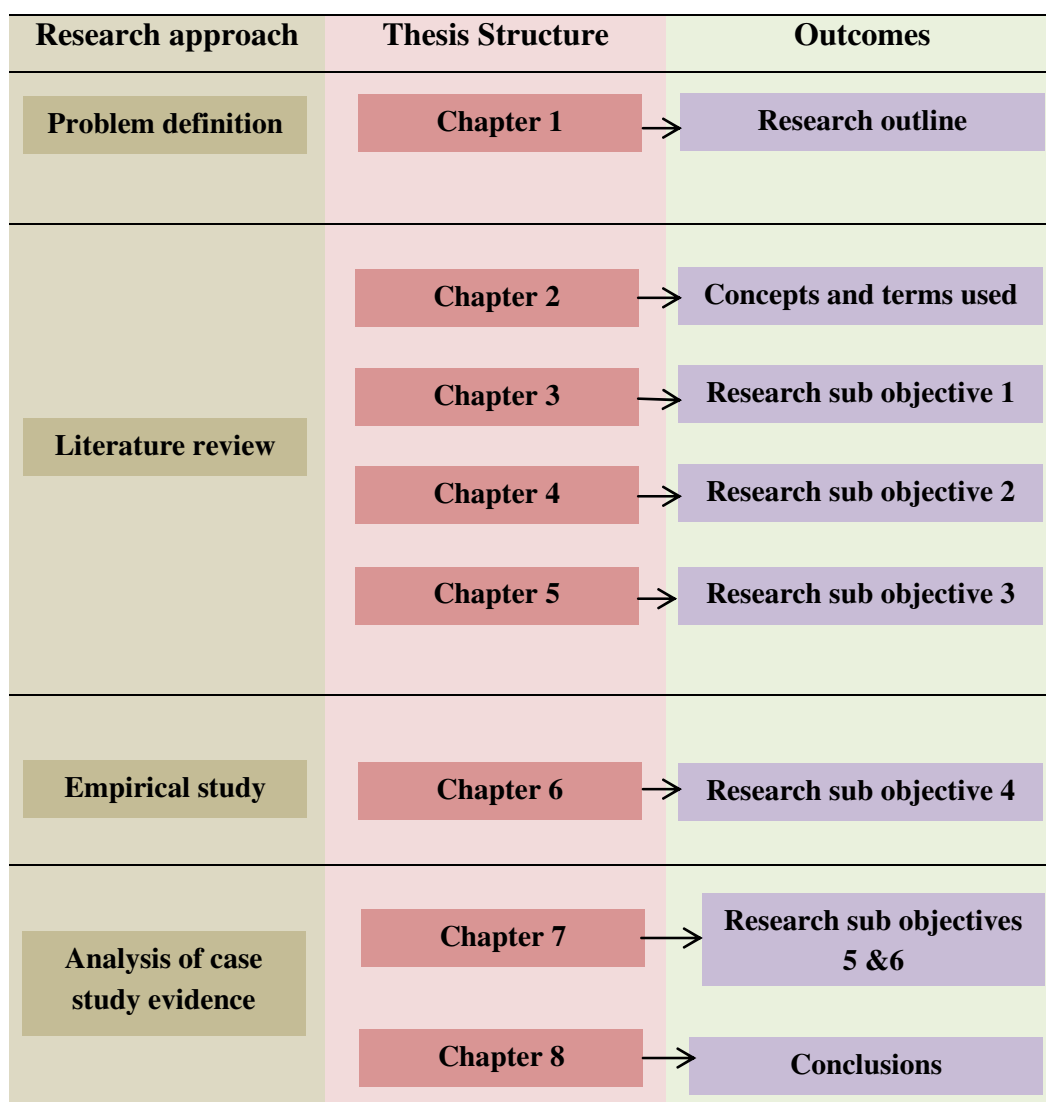 Research approach
Thesis Structure
Outcomes
Problem definition
Chapter 1
Research outline
Literature review
Chapter 2
Concepts and terms used
Chapter 3
Research sub objective 1
Chapter 4
Research sub objective 2
Chapter 5
Research sub objective 3
Empirical study
Chapter 6
Research sub objective 4
Analysis of case
study evidence
Chapter 7
Research sub objectives
5 &6
Chapter 8
Conclusions